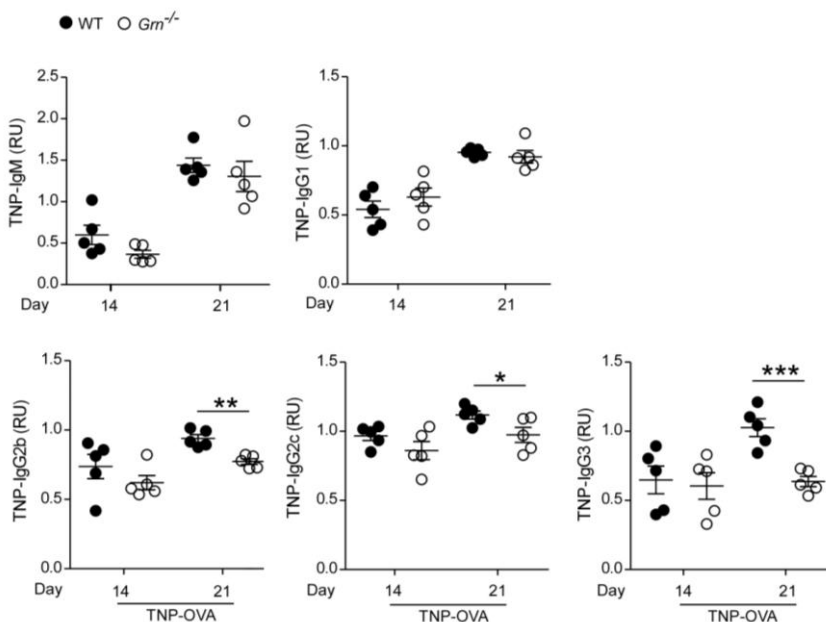 WT Grn-/-
TNP-IgM (RU)
2.5
2.0
1.5
1.0
0.5
0.0
Day 14 21
TNP-IgG1 (RU)
1.5
1.0
0.5
0.0
14 21
TNP-IgG2b (RU)
1.5
1.0
0.5
0.0
**
Day 14 21
TNP-OVA
TNP-IgG2c (RU)
1.5
1.0
0.5
0.0
*
Day 14 21
TNP-OVA
TNP-IgG3 (RU)
1.5
1.0
0.5
0.0
***
Day 14 21
TNP-OVA